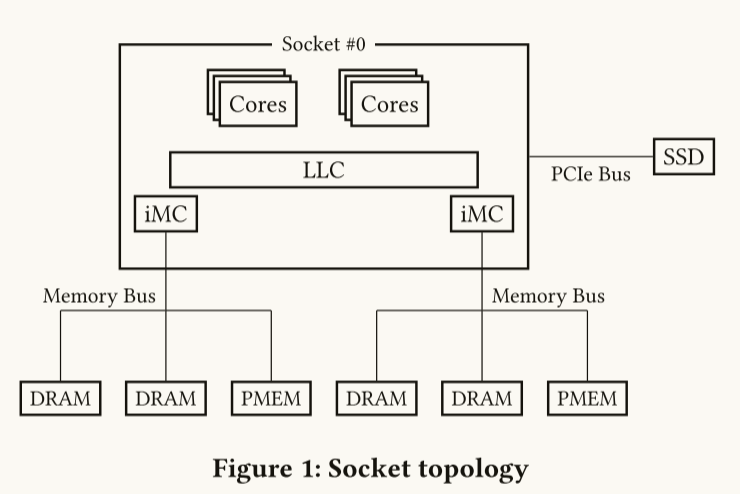 Socket #0
Cores
Cores
LLC
iMC
iMC
PCIe Bus
SSD
Memory Bus
Memory Bus
DRAM
DRAM
PMEM
DRAM
DRAM
PMEM
Figure 1: Socket topology